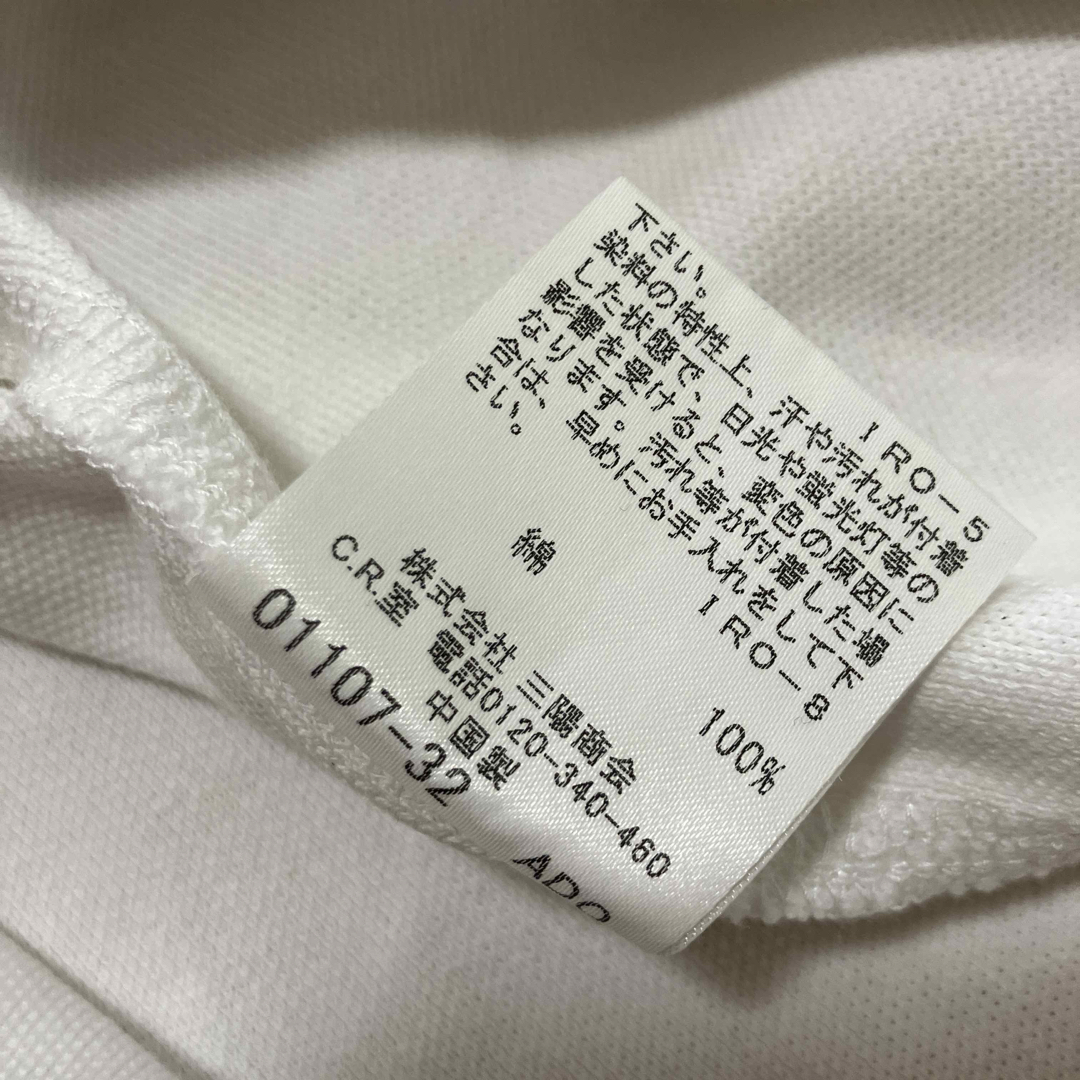 下さい。
IRO-5
染料の特性上、汗や汚れが付着
した状態で、日光や蛍光灯等の
影響を受けると、変色の原因に
なります。汚れ等が付着した場
合は、早めにお手入れをして下
さい。
IRO-8
綿 100%
株式会社 三陽商会
C.R.室 電話0120-340-460
中国製
01107-32